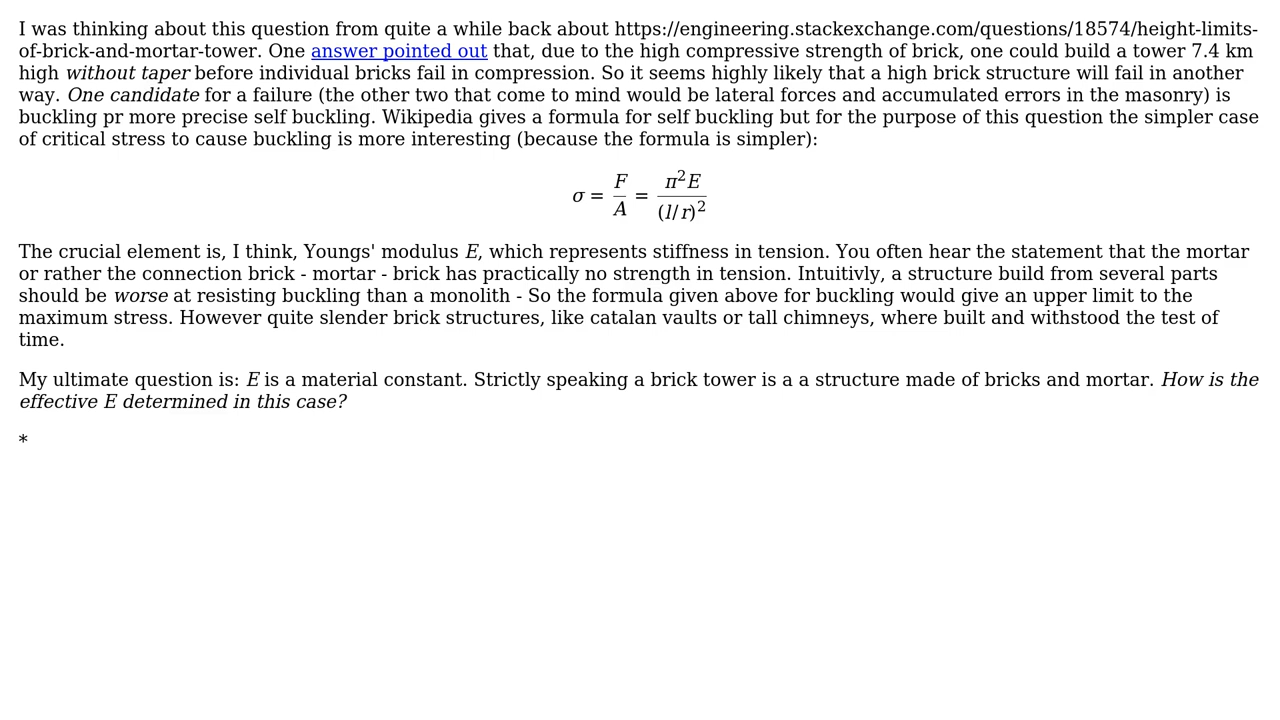 I was thinking about this question from quite a while back about https://engineering.stackexchange.com/questions/18574/height-limits-
of-brick-and-mortar-tower. One answer pointed out that, due to the high compressive strength of brick, one could build a tower 7.4 km
high without taper before individual bricks fail in compression. So it seems highly likely that a high brick structure will fail in another
way. One candidate for a failure (the other two that come to mind would be lateral forces and accumulated errors in the masonry) is
buckling pr more precise self buckling. Wikipedia gives a formula for self buckling but for the purpose of this question the simpler case
of critical stress to cause buckling is more interesting (because the formula is simpler):
σ = F/A = π²E/(l/r)²
The crucial element is, I think, Youngs' modulus E, which represents stiffness in tension. You often hear the statement that the mortar
or rather the connection brick - mortar - brick has practically no strength in tension. Intuitivly, a structure build from several parts
should be worse at resisting buckling than a monolith - So the formula given above for buckling would give an upper limit to the
maximum stress. However quite slender brick structures, like catalan vaults or tall chimneys, where built and withstood the test of
time.
My ultimate question is: E is a material constant. Strictly speaking a brick tower is a a structure made of bricks and mortar. How is the
effective E determined in this case?
*